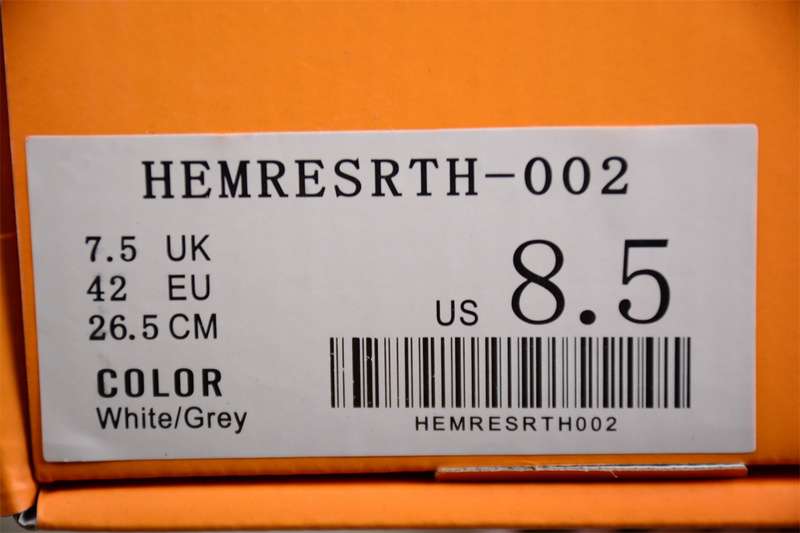 HEMRESRTH-002
7.5 UK
42 EU
26.5 CM
US 8.5
COLOR
White/Grey
HEMRESRTH002